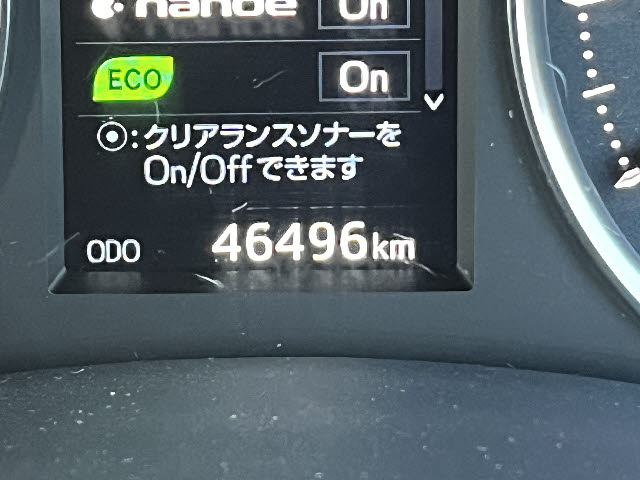 nanoe On
ECO On
⦿:クリアランスソナーを
On/Offできます
ODO 46496km